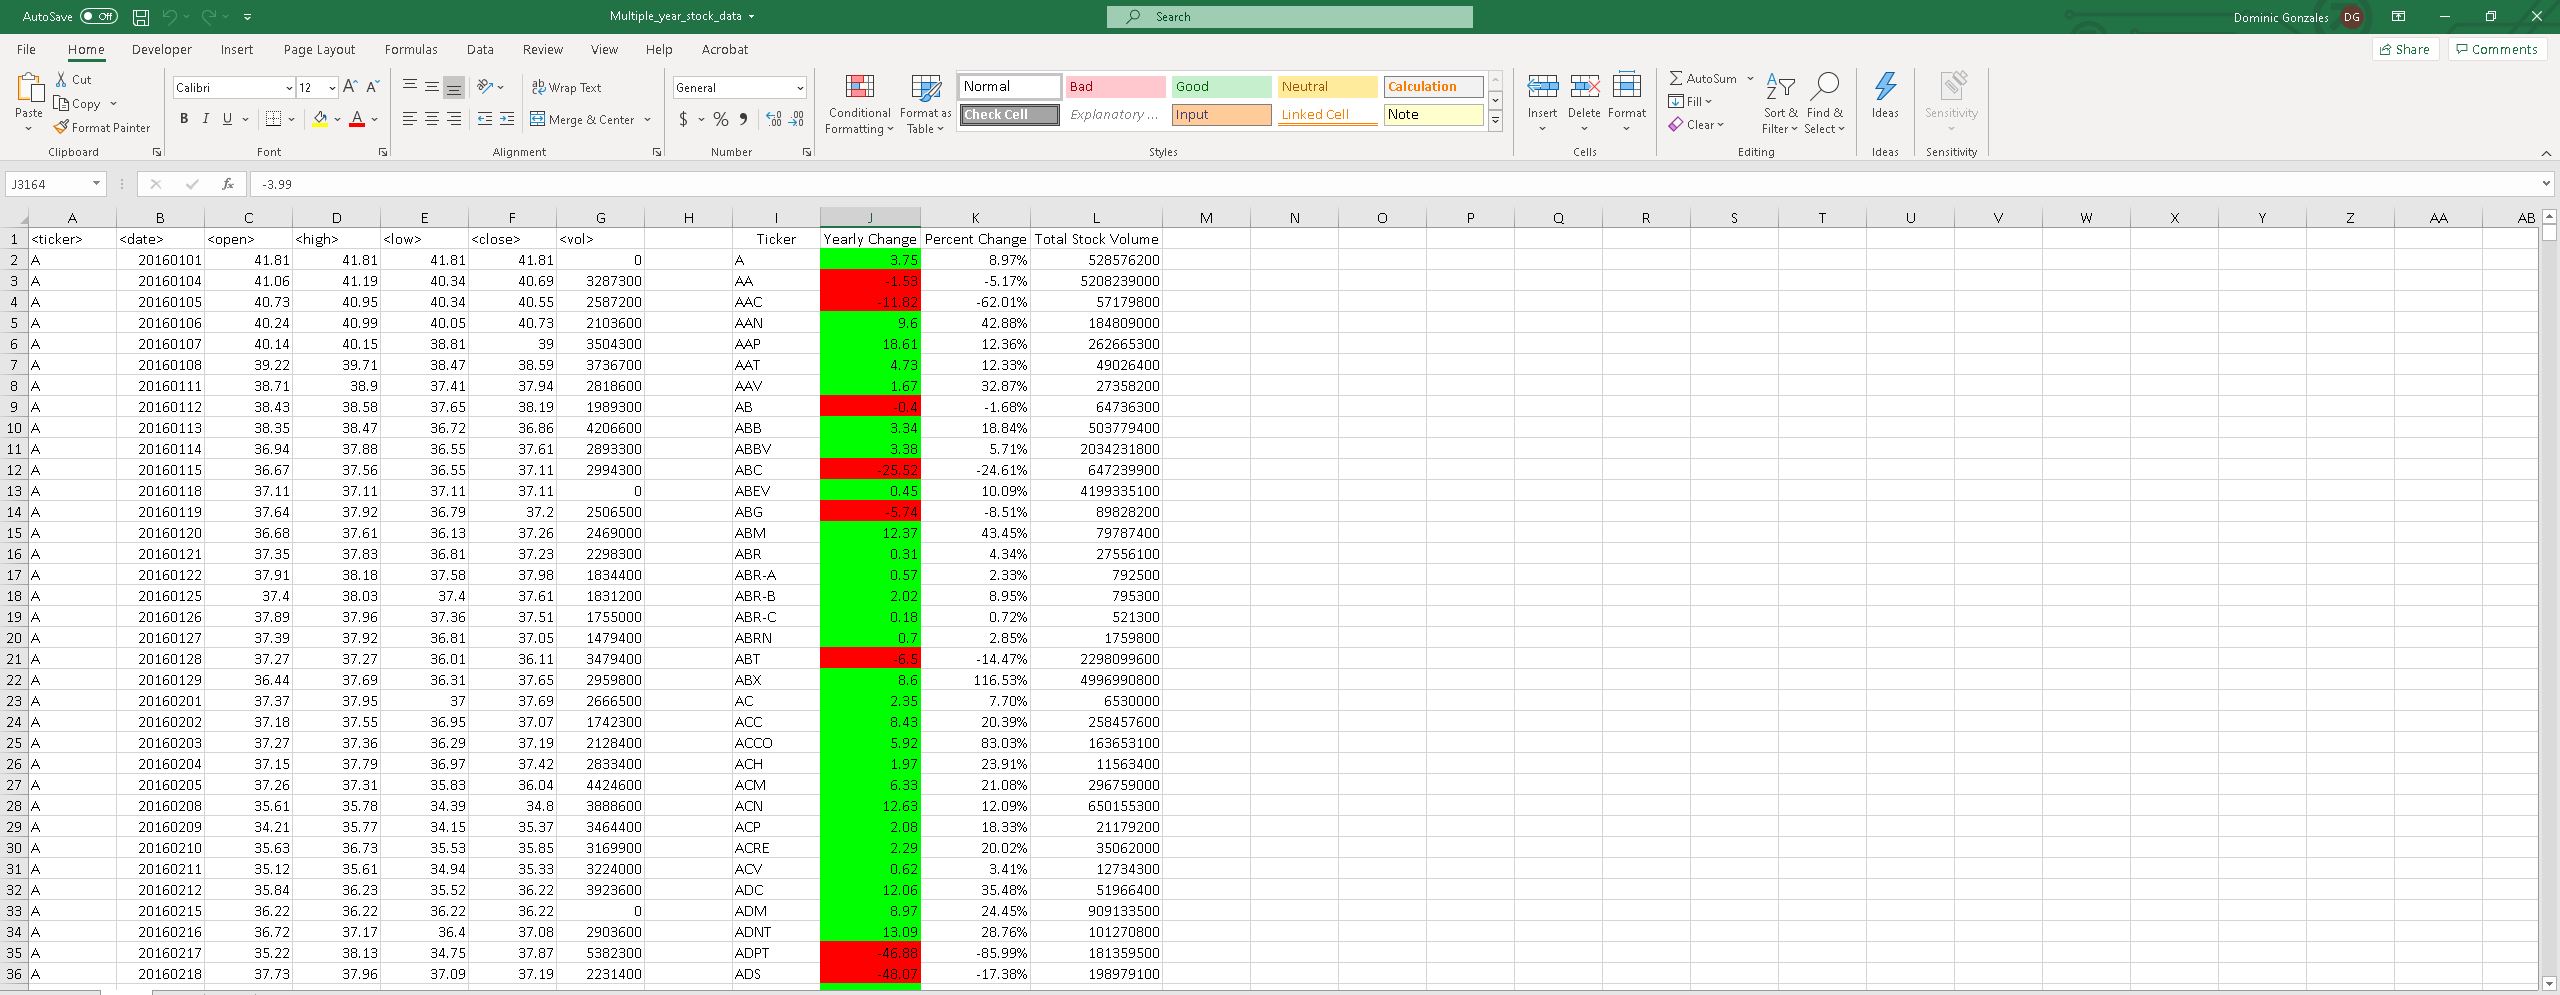 AutoSave Off Multiple_year_stock_data Search Dominic Gonzales DG
File Home Developer Insert Page Layout Formulas Data Review View Help Acrobat Share Comments
Paste Cut Copy Format Painter Clipboard
Calibri 12 A A B I U A Font
Wrap Text Merge & Center Alignment
General $ % Number
Conditional Formatting Format as Table
Normal Bad Good Neutral Calculation
Check Cell Explanatory ... Input Linked Cell Note
Styles
Insert Delete Format Cells
AutoSum Fill Clear Sort & Filter Find & Select Editing
Ideas Ideas
Sensitivity Sensitivity
J3164 fx -3.99
A B C D E F G H I J K L M N O P Q R S T U V W X Y Z AA AB
1 <ticker> <date> <open> <high> <low> <close> <vol> Ticker Yearly Change Percent Change Total Stock Volume
2 A 20160101 41.81 41.81 41.81 41.81 0 A 3.75 8.97% 528576200
3 A 20160104 41.06 41.19 40.34 40.69 3287300 AA -1.53 -5.17% 5208239000
4 A 20160105 40.73 40.95 40.34 40.55 2587200 AAC -11.82 -62.01% 57179800
5 A 20160106 40.24 40.99 40.05 40.73 2103600 AAN 9.6 42.88% 184809000
6 A 20160107 40.14 40.15 38.81 39 3504300 AAP 18.61 12.36% 262665300
7 A 20160108 39.22 39.71 38.47 38.59 3736700 AAT 4.73 12.33% 49026400
8 A 20160111 38.71 38.9 37.41 37.94 2818600 AAV 1.67 32.87% 27358200
9 A 20160112 38.43 38.58 37.65 38.19 1989300 AB -0.4 -1.68% 64736300
10 A 20160113 38.35 38.47 36.72 36.86 4206600 ABB 3.34 18.84% 503779400
11 A 20160114 36.94 37.88 36.55 37.61 2893300 ABBV 3.38 5.71% 2034231800
12 A 20160115 36.67 37.56 36.55 37.11 2994300 ABC -25.52 -24.61% 647239900
13 A 20160118 37.11 37.11 37.11 37.11 0 ABEV 0.45 10.09% 4199335100
14 A 20160119 37.64 37.92 36.79 37.2 2506500 ABG -5.74 -8.51% 89828200
15 A 20160120 36.68 37.61 36.13 37.26 2469000 ABM 12.37 43.45% 79787400
16 A 20160121 37.35 37.83 36.81 37.23 2298300 ABR 0.31 4.34% 27556100
17 A 20160122 37.91 38.18 37.58 37.98 1834400 ABR-A 0.57 2.33% 792500
18 A 20160125 37.4 38.03 37.4 37.61 1831200 ABR-B 2.02 8.95% 795300
19 A 20160126 37.89 37.96 37.36 37.51 1755000 ABR-C 0.18 0.72% 521300
20 A 20160127 37.39 37.92 36.81 37.05 1479400 ABRN 0.7 2.85% 1759800
21 A 20160128 37.27 37.27 36.01 36.11 3479400 ABT -6.5 -14.47% 2298099600
22 A 20160129 36.44 37.69 36.31 37.65 2959800 ABX 8.6 116.53% 4996990800
23 A 20160201 37.37 37.95 37 37.69 2666500 AC 2.35 7.70% 6530000
24 A 20160202 37.18 37.55 36.95 37.07 1742300 ACC 8.43 20.39% 258457600
25 A 20160203 37.27 37.36 36.29 37.19 2128400 ACCO 5.92 83.03% 163653100
26 A 20160204 37.15 37.79 36.97 37.42 2833400 ACH 1.97 23.91% 11563400
27 A 20160205 37.26 37.31 35.83 36.04 4424600 ACM 6.33 21.08% 296759000
28 A 20160208 35.61 35.78 34.39 34.8 3888600 ACN 12.63 12.09% 650155300
29 A 20160209 34.21 35.77 34.15 35.37 3464400 ACP 2.08 18.33% 21179200
30 A 20160210 35.63 36.73 35.53 35.85 3169900 ACRE 2.29 20.02% 35062000
31 A 20160211 35.12 35.61 34.94 35.33 3224000 ACV 0.62 3.41% 12734300
32 A 20160212 35.84 36.23 35.52 36.22 3923600 ADC 12.06 35.48% 51966400
33 A 20160215 36.22 36.22 36.22 36.22 0 ADM 8.97 24.45% 909133500
34 A 20160216 36.72 37.17 36.4 37.08 2903600 ADNT 13.09 28.76% 101270800
35 A 20160217 35.22 38.13 34.75 37.87 5382300 ADPT -46.88 -85.99% 181359500
36 A 20160218 37.73 37.96 37.09 37.19 2231400 ADS -48.07 -17.38% 198979100